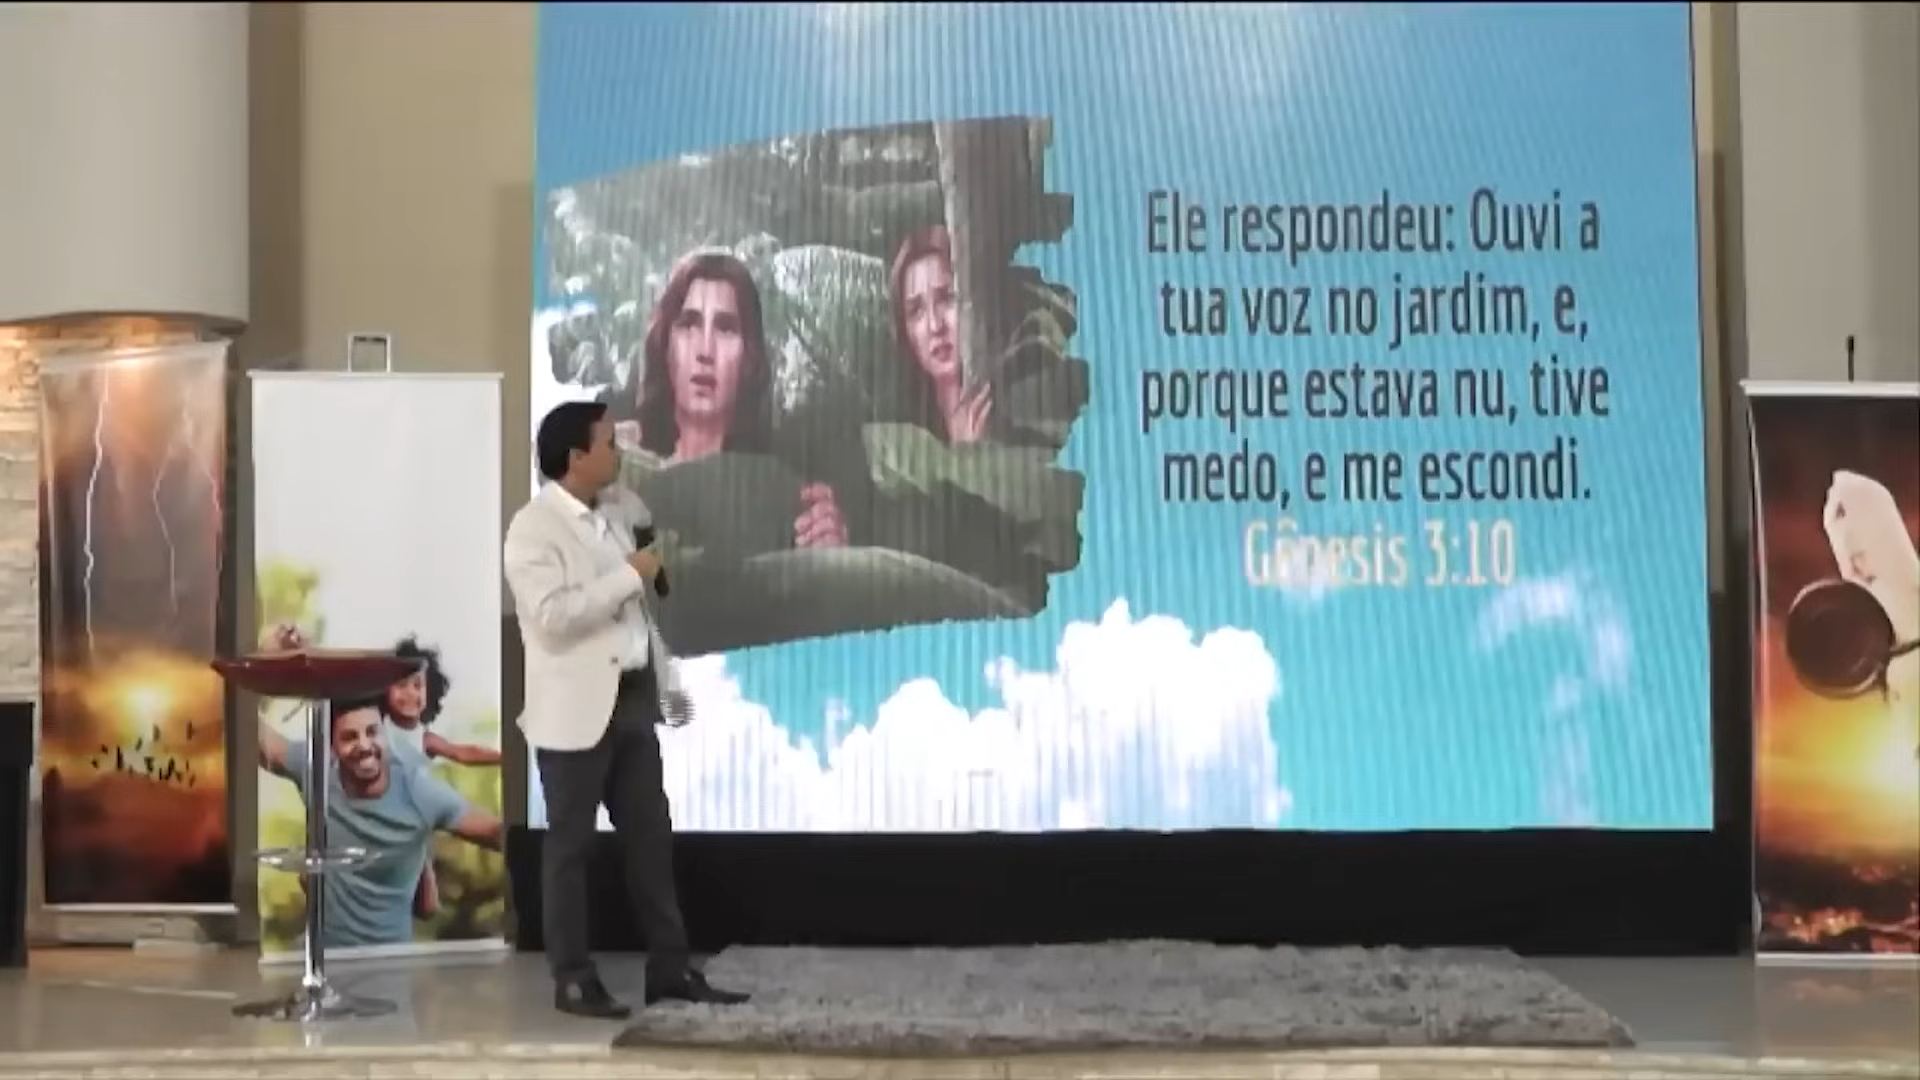 Ele respondeu: Ouvi a
tua voz no jardim, e,
porque estava nu, tive
medo, e me escondi.
Gênesis 3:10